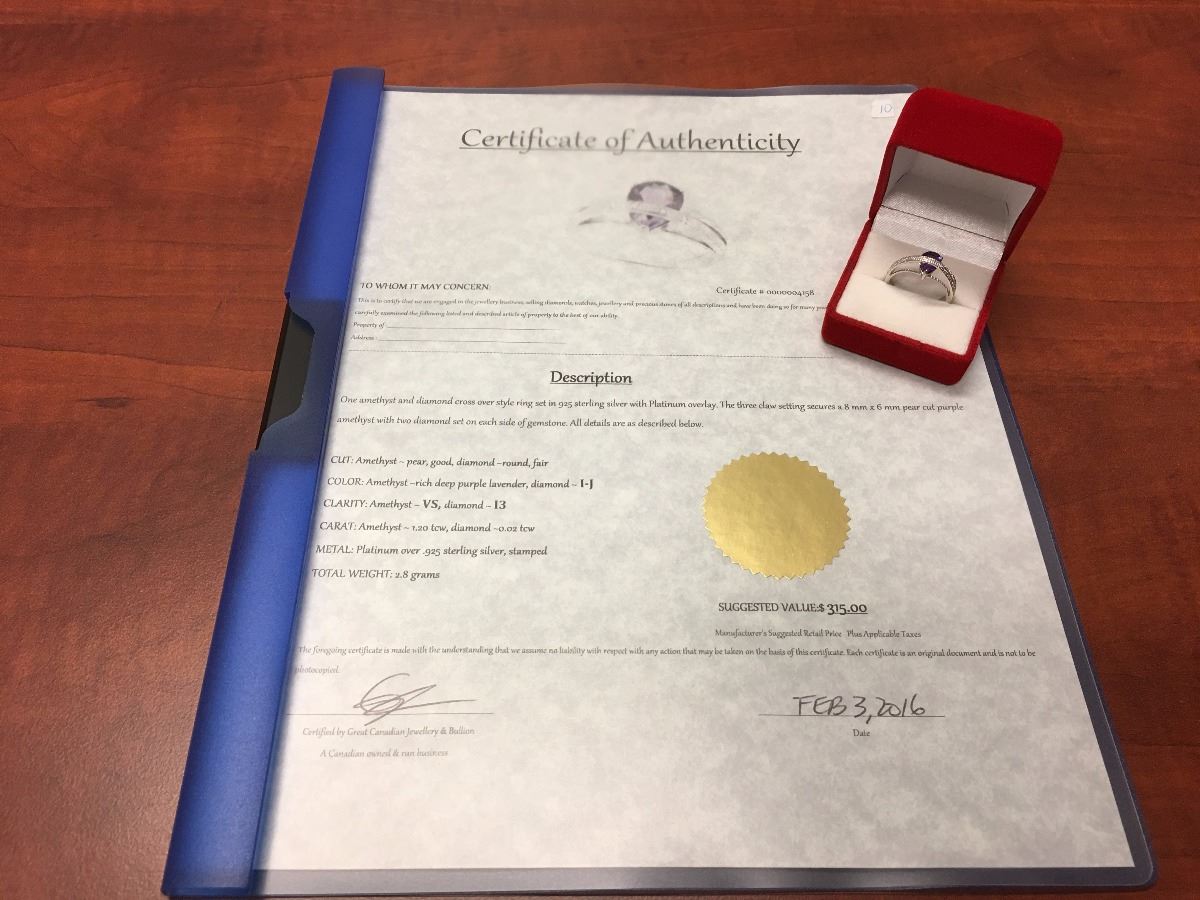 10
Certificate of Authenticity
TO WHOM IT MAY CONCERN:
Certificate # 0000004158
This is to certify that we are engaged in the jewellery business, selling diamonds, watches, jewellery and precious stones of all descriptions and have been doing so for many
carefully examined the following listed and described article of property to the best of our ability.
Property of
Address:
Description
One amethyst and diamond cross over style ring set in 925 sterling silver with Platinum overlay. The three claw setting secures a 8 mm x 6 mm pear cut purple
amethyst with two diamond set on each side of gemstone. All details are as described below.
CUT: Amethyst ~ pear, good, diamond ~round, fair
COLOR: Amethyst ~rich deep purple lavender, diamond ~ I-J
CLARITY: Amethyst ~ VS, diamond ~ I3
CARAT: Amethyst ~ 1.20 tcw, diamond ~0.02 tcw
METAL: Platinum over .925 sterling silver, stamped
TOTAL WEIGHT: 2.8 grams
SUGGESTED VALUE:$ 315.00
Manufacturer's Suggested Retail Price Plus Applicable Taxes
The foregoing certificate is made with the understanding that we assume no liability with respect with any action that may be taken on the basis of this certificate. Each certificate is an original document and is not to be
photocopied.
FEB 3, 2016
Certified by Great Canadian Jewellery & Bullion
Date
A Canadian owned & run business